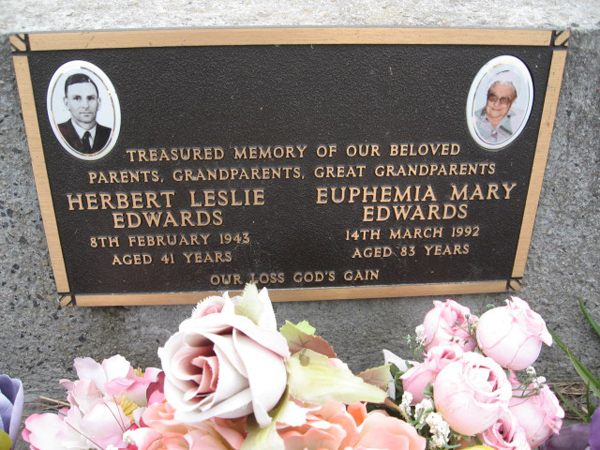 TREASURED MEMORY OF OUR BELOVED
PARENTS, GRANDPARENTS, GREAT GRANDPARENTS
HERBERT LESLIE
EDWARDS
8TH FEBRUARY 1943
AGED 41 YEARS
EUPHEMIA MARY
EDWARDS
14TH MARCH 1992
AGED 83 YEARS
OUR LOSS GOD'S GAIN